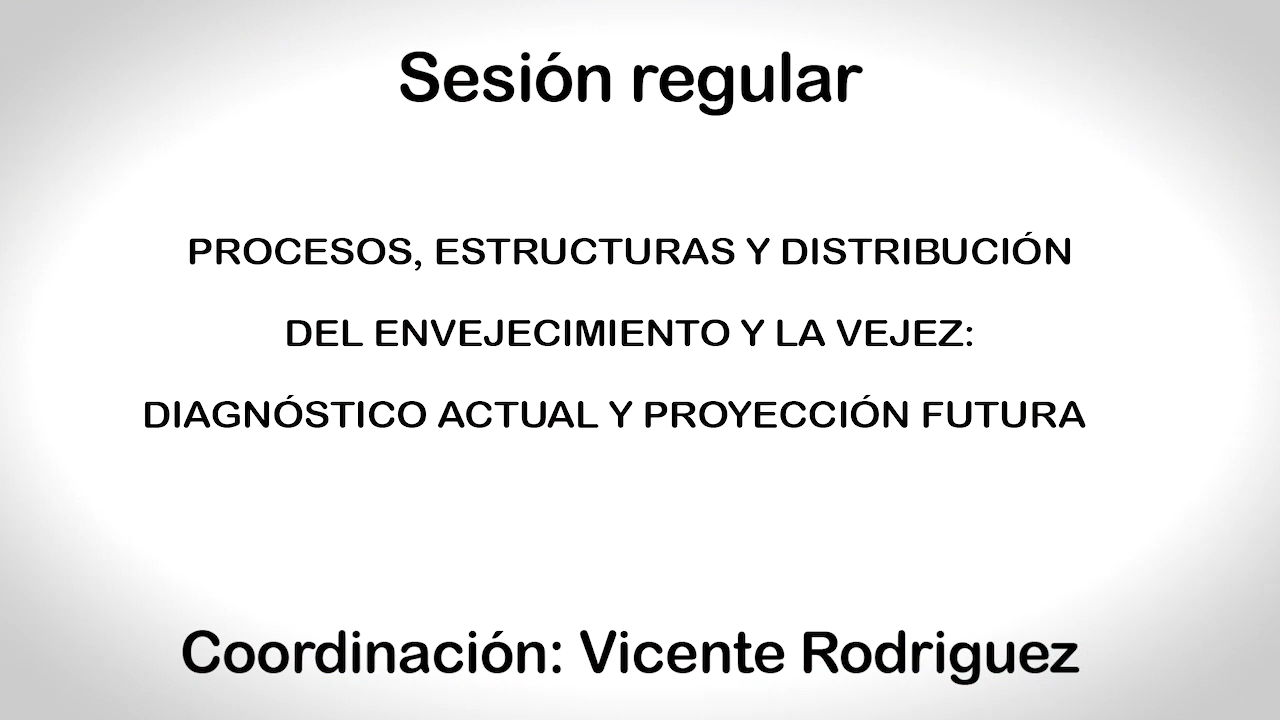 Sesión regular
PROCESOS, ESTRUCTURAS Y DISTRIBUCIÓN
DEL ENVEJECIMIENTO Y LA VEJEZ:
DIAGNÓSTICO ACTUAL Y PROYECCIÓN FUTURA
Coordinación: Vicente Rodriguez